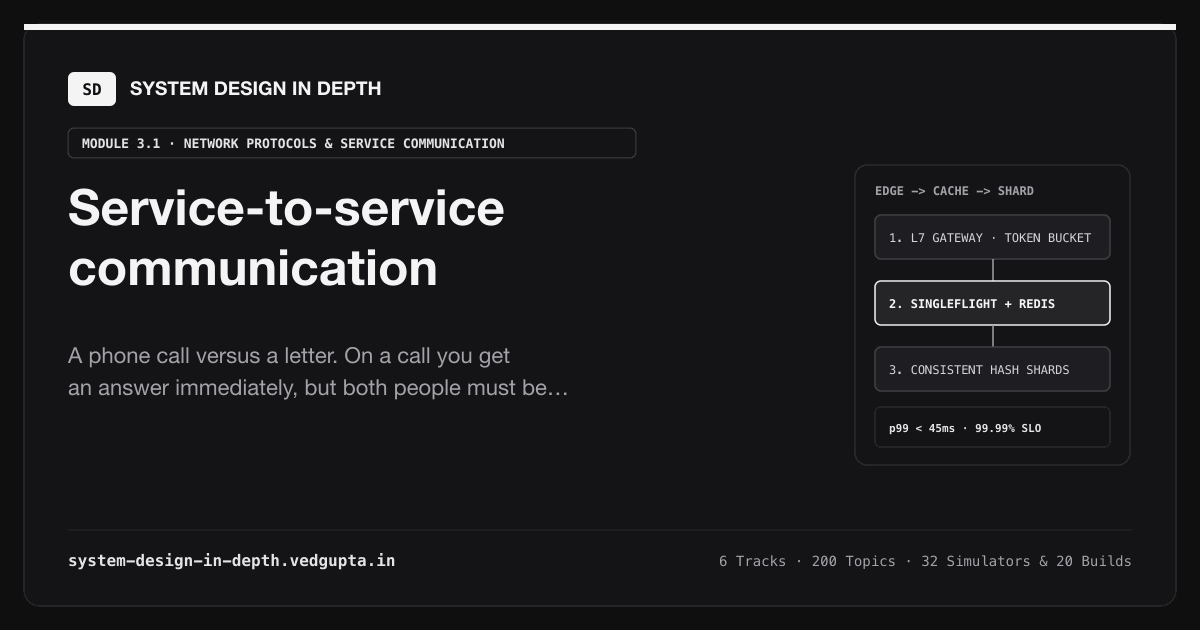 SD SYSTEM DESIGN IN DEPTH
MODULE 3.1 · NETWORK PROTOCOLS & SERVICE COMMUNICATION
Service-to-service
communication
A phone call versus a letter. On a call you get
an answer immediately, but both people must be…
EDGE —> CACHE —> SHARD
1. L7 GATEWAY · TOKEN BUCKET
2. SINGLEFLIGHT + REDIS
3. CONSISTENT HASH SHARDS
p99 < 45ms · 99.99% SLO
system-design-in-depth.vedgupta.in
6 Tracks · 200 Topics · 32 Simulators & 20 Builds